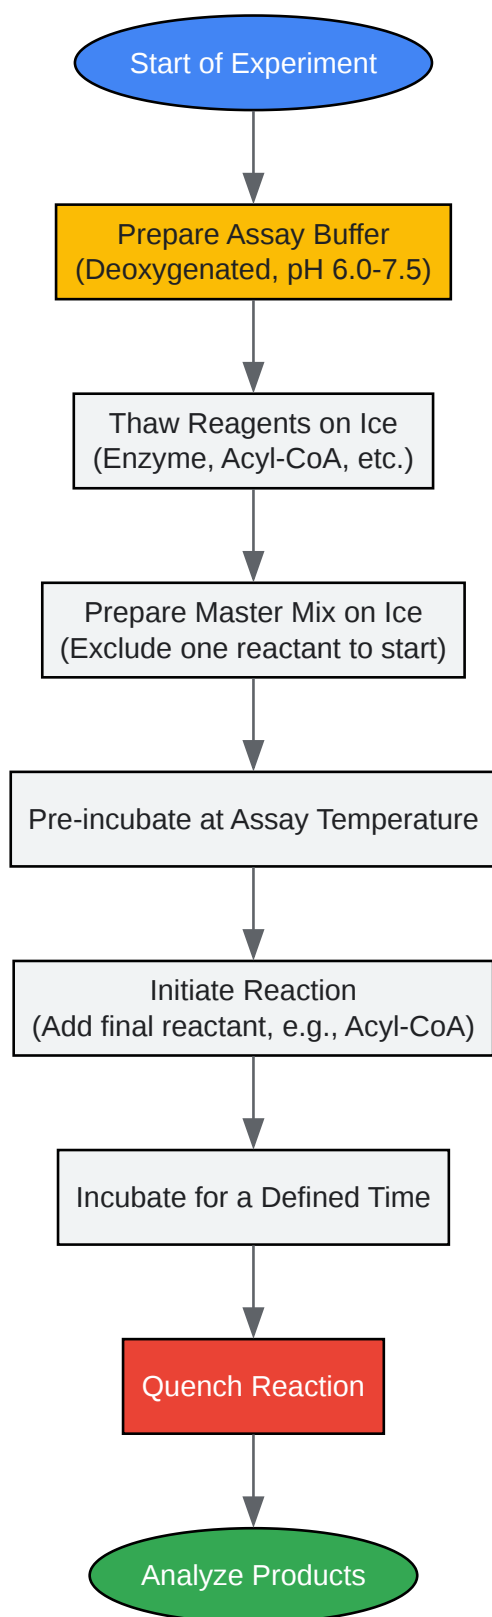 Start of Experiment
Prepare Assay Buffer
(Deoxygenated, pH 6.0-7.5)
Thaw Reagents on Ice
(Enzyme, Acyl-CoA, etc.)
Prepare Master Mix on Ice
(Exclude one reactant to start)
Pre-incubate at Assay Temperature
Initiate Reaction
(Add final reactant, e.g., Acyl-CoA)
Incubate for a Defined Time
Quench Reaction
Analyze Products